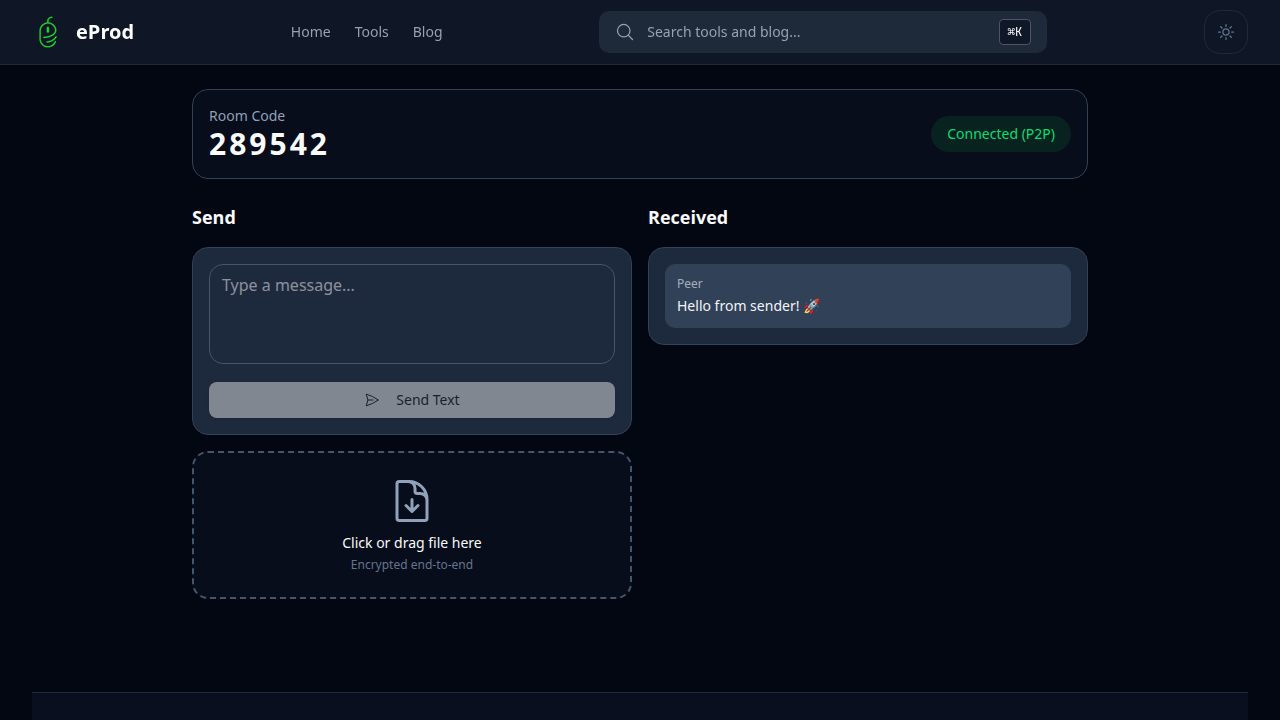 eProd
Home
Tools
Blog
Search tools and blog...
⌘K
Room Code
289542
Connected (P2P)
Send
Received
Type a message...
Send Text
Peer
Hello from sender! 🚀
Click or drag file here
Encrypted end-to-end